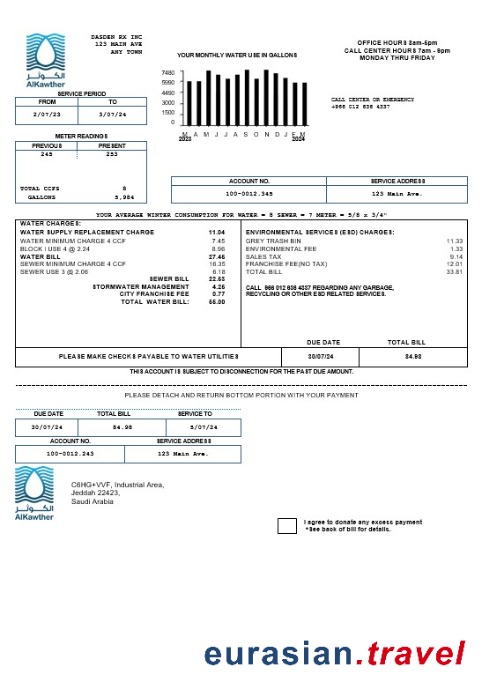 DASDEN RX INC
123 MAIN AVE
ANY TOWN
الكوثر
AlKawther
YOUR MONTHLY WATER USE IN GALLONS
7480
5990
4490
3000
1500
0
M A M J J A S O N D J F M
2023 2024
OFFICE HOURS 8am-5pm
CALL CENTER HOURS 7am - 9pm
MONDAY THRU FRIDAY
CALL CENTER OR EMERGENCY
+966 012 636 4337
SERVICE PERIOD
FROM TO
2/07/23 3/07/24
METER READINGS
PREVIOUS PRESENT
245 253
TOTAL CCFS 8
GALLONS 5,984
ACCOUNT NO. SERVICE ADDRESS
100-0012.345 123 Main Ave.
YOUR AVERAGE WINTER CONSUMPTION FOR WATER = 8 SEWER = 7 METER = 5/8 x 3/4"
WATER CHARGES:
WATER SUPPLY REPLACEMENT CHARGE 11.04
WATER MINIMUM CHARGE 4 CCF 7.45
BLOCK I USE 4 @ 2.24 8.96
WATER BILL 27.45
SEWER MINIMUM CHARGE 4 CCF 16.35
SEWER USE 3 @ 2.06 6.18
SEWER BILL 22.53
STORMWATER MANAGEMENT 4.25
CITY FRANCHISE FEE 0.77
TOTAL WATER BILL: 55.00
ENVIRONMENTAL SERVICES (ESD) CHARGES:
GREY TRASH BIN 11.33
ENVIRONMENTAL FEE 1.33
SALES TAX 9.14
FRANCHISE FEE(NO TAX) 12.01
TOTAL BILL 33.81
CALL 966 012 636 4337 REGARDING ANY GARBAGE,
RECYCLING OR OTHER ESD RELATED SERVICES.
DUE DATE TOTAL BILL
PLEASE MAKE CHECKS PAYABLE TO WATER UTILITIES 30/07/24 84.98
THIS ACCOUNT IS SUBJECT TO DISCONNECTION FOR THE PAST DUE AMOUNT.
PLEASE DETACH AND RETURN BOTTOM PORTION WITH YOUR PAYMENT
DUE DATE TOTAL BILL SERVICE TO
30/07/24 84.98 5/07/24
ACCOUNT NO. SERVICE ADDRESS
100-0012.243 123 Main Ave.
الكوثر
AlKawther
C6HG+VVF, Industrial Area,
Jeddah 22423,
Saudi Arabia
I agree to donate any excess payment
*See back of bill for details.
eurasian.travel